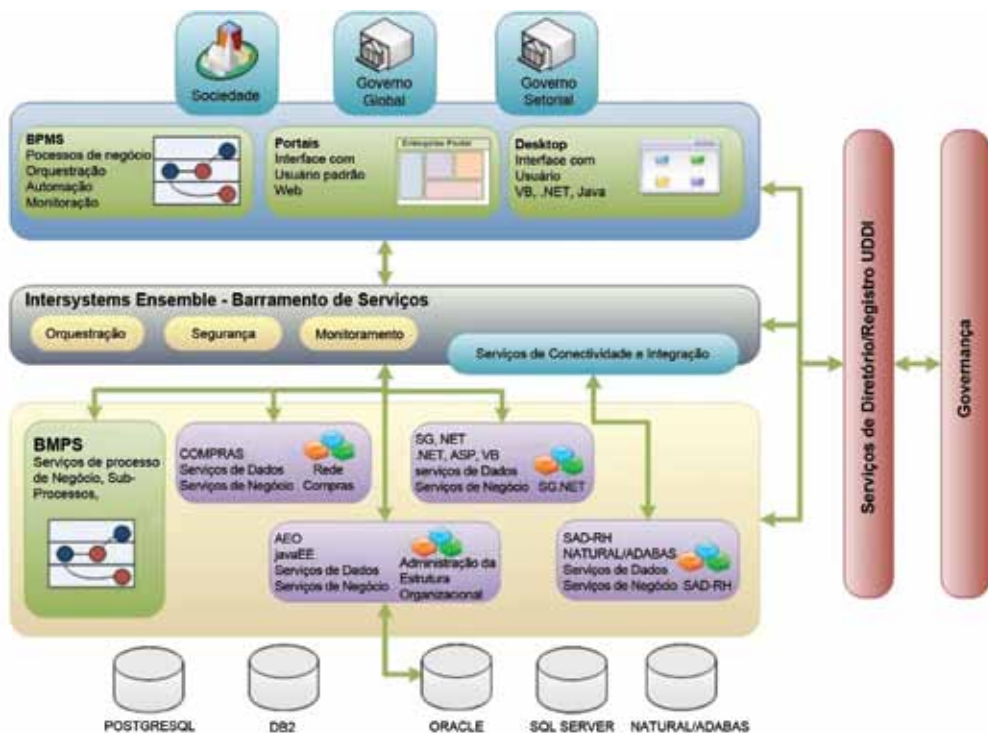 Sociedade
Governo
Global
Governo
Setorial
BPMS
Pocessos de negócio
Orquestração
Automação
Monitoração
Portais
Interface com
Usuário padrão
Web
Enterprise Portal
Desktop
Interface com
Usuário
VB, .NET, Java
Intersystems Ensemble - Barramento de Serviços
Orquestração
Segurança
Monitoramento
Serviços de Conectividade e Integração
BMPS
Serviços de processo
de Negócio, Sub-
Processos,
COMPRAS
Serviços de Dados
Serviços de Negócio
Rede
Compras
SG, NET
.NET, ASP, VB
serviços de Dados
Serviços de Negócio
SG.NET
AEO
javaEE
Serviços de Dados
Serviços de Negócio
Administração da
Estrutura
Organizacional
SAD-RH
NATURAL/ADABAS
Serviços de Dados
Serviços de Negócio
SAD-RH
POSTGRESQL
DB2
ORACLE
SQL SERVER
NATURAL/ADABAS
Serviços de Diretório/Registro UDDI
Governança